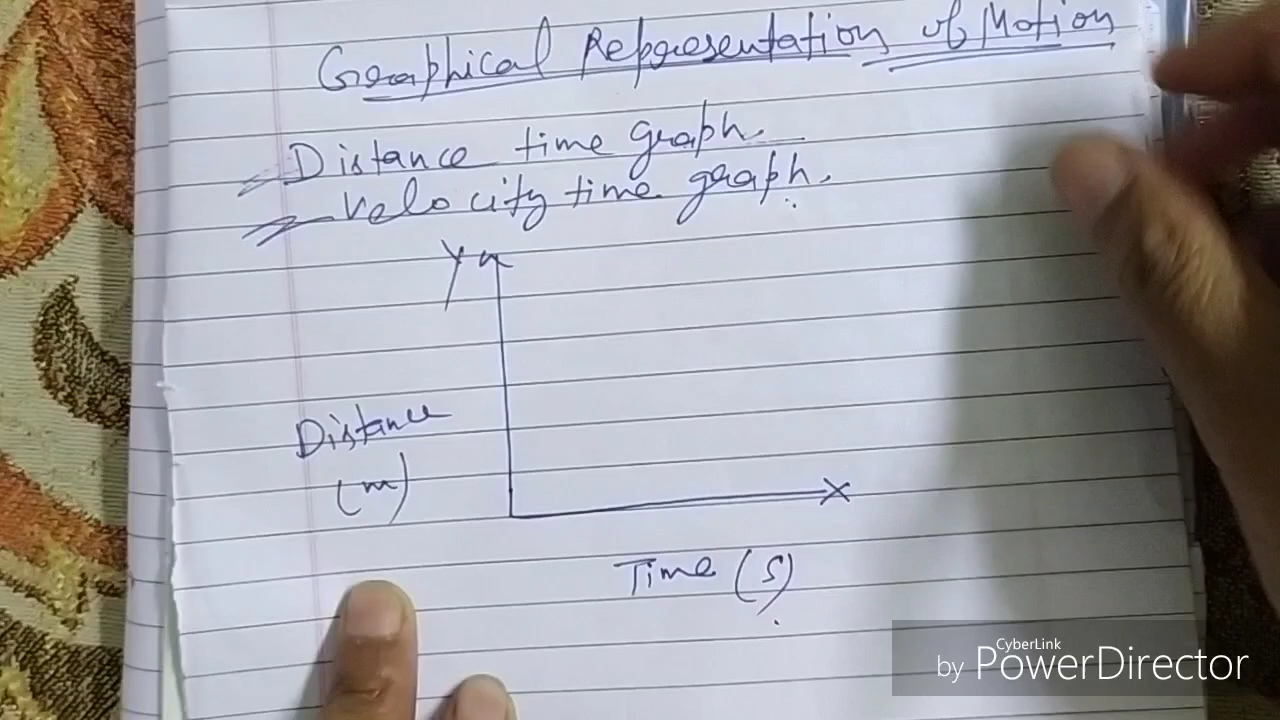 Graphical Representation of Motion
Distance time graph.
Velocity time graph.
Y
Distance
(m)
X
Time (s)
CyberLink
by PowerDirector